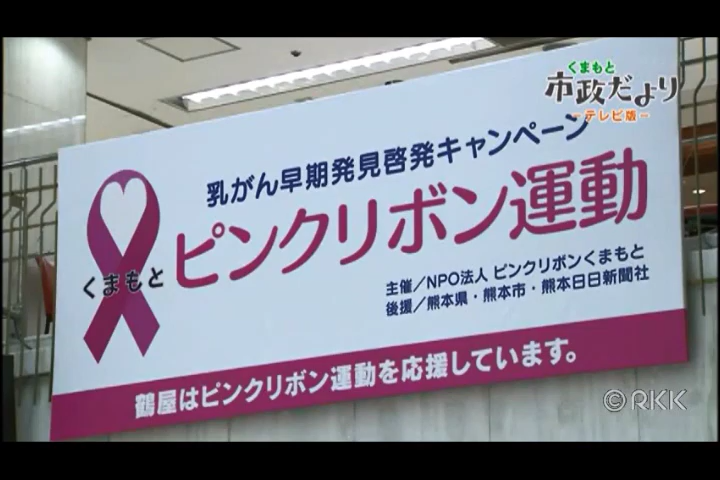 くまもと
市政だより
-テレビ版-
乳がん早期発見啓発キャンペーン
くまもと
ピンクリボン運動
主催／NPO法人 ピンクリボンくまもと
後援／熊本県・熊本市・熊本日日新聞社
鶴屋はピンクリボン運動を応援しています。
©RKK